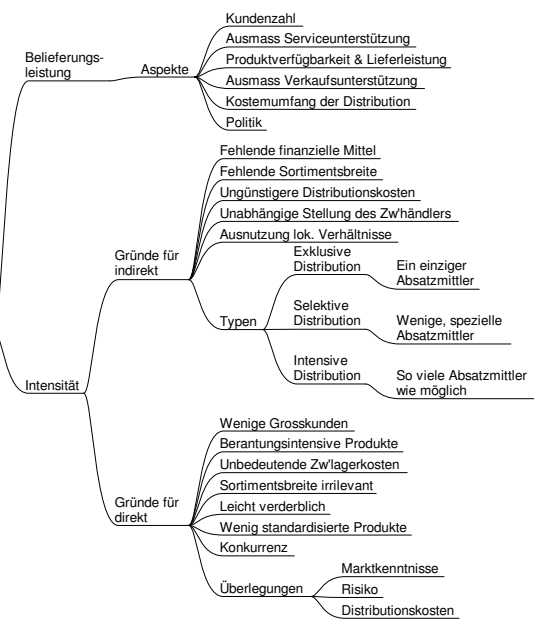 Kundenzahl
Ausmass Serviceunterstützung
Belieferungs-
leistung
Aspekte
Produktverfügbarkeit & Lieferleistung
Ausmass Verkaufsunterstützung
Kostemumfang der Distribution
Politik
Fehlende finanzielle Mittel
Fehlende Sortimentsbreite
Ungünstigere Distributionskosten
Unabhängige Stellung des Zw'händlers
Ausnutzung lok. Verhältnisse
Gründe für
indirekt
Typen
Exklusive
Distribution
Ein einziger
Absatzmittler
Selektive
Distribution
Wenige, spezielle
Absatzmittler
Intensive
Distribution
So viele Absatzmittler
wie möglich
Intensität
Wenige Grosskunden
Berantungsintensive Produkte
Unbedeutende Zw'lagerkosten
Sortimentsbreite irrilevant
Gründe für
direkt
Leicht verderblich
Wenig standardisierte Produkte
Konkurrenz
Überlegungen
Marktkenntnisse
Risiko
Distributionskosten